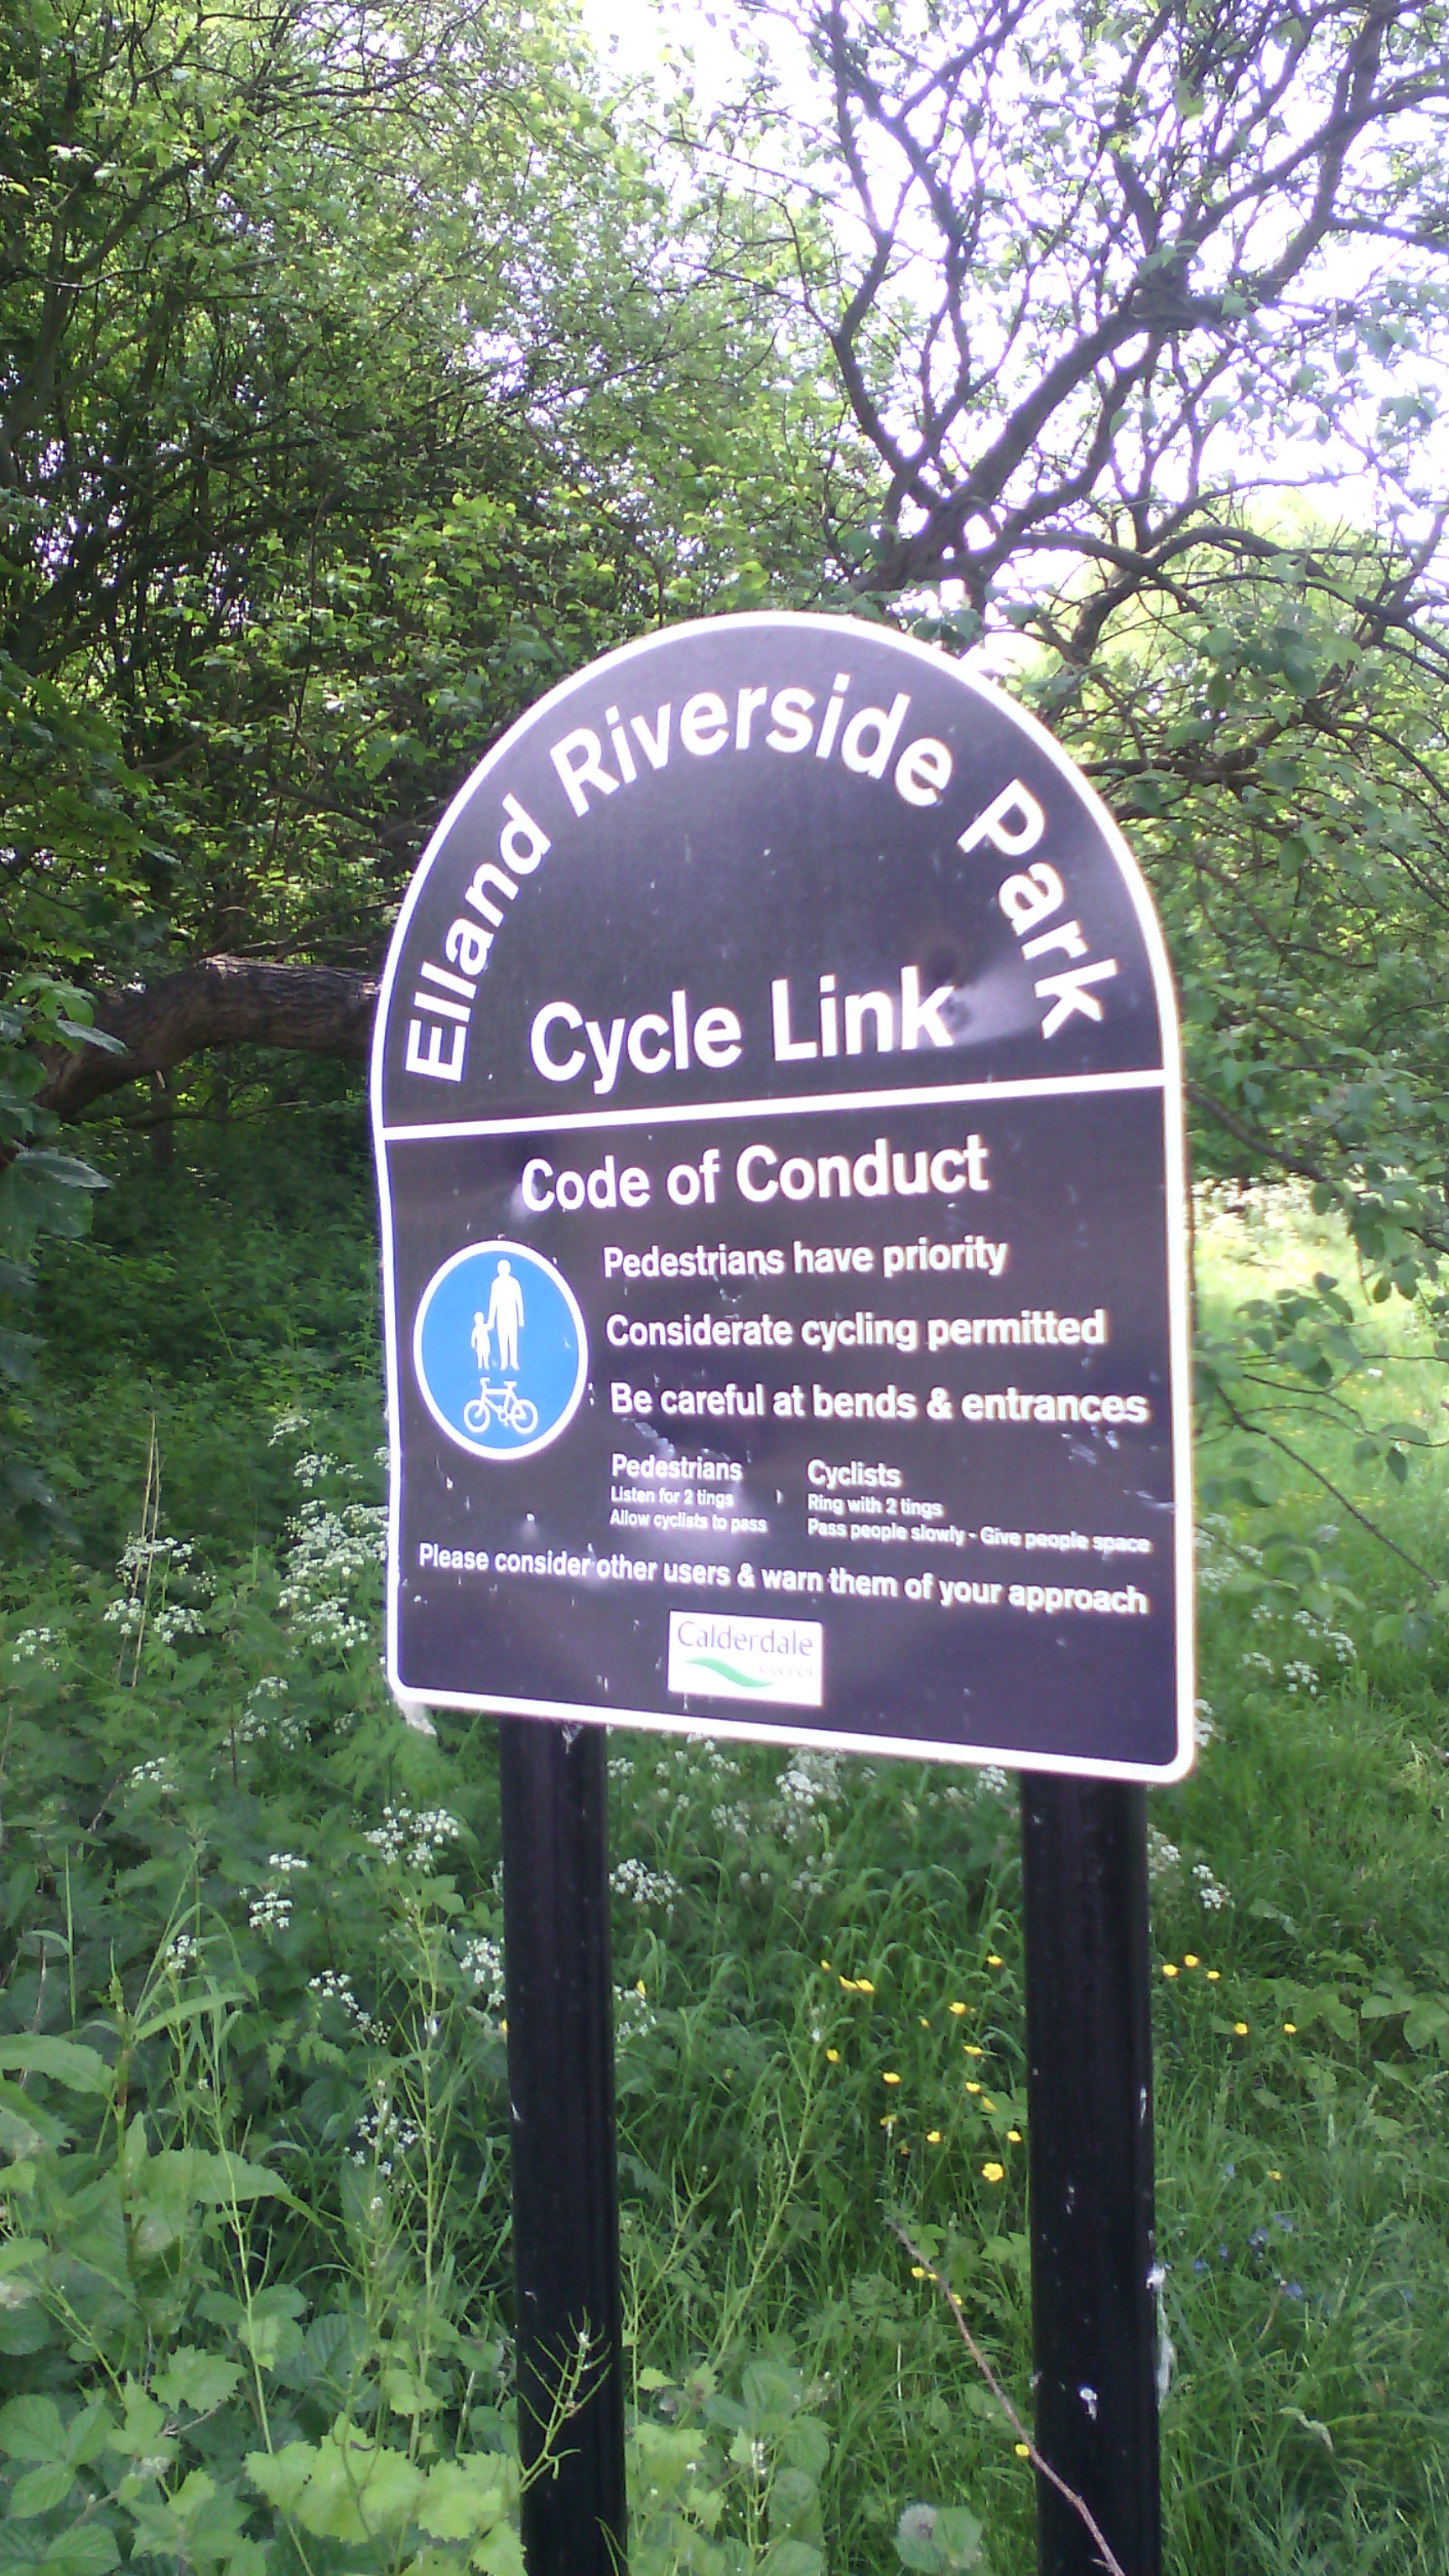 Elland Riverside Park
Cycle Link
Code of Conduct
Pedestrians have priority
Considerate cycling permitted
Be careful at bends & entrances
Pedestrians
Listen for 2 tings
Allow cyclists to pass
Cyclists
Ring with 2 tings
Pass people slowly - Give people space
Please consider other users & warn them of your approach
Calderdale
Council